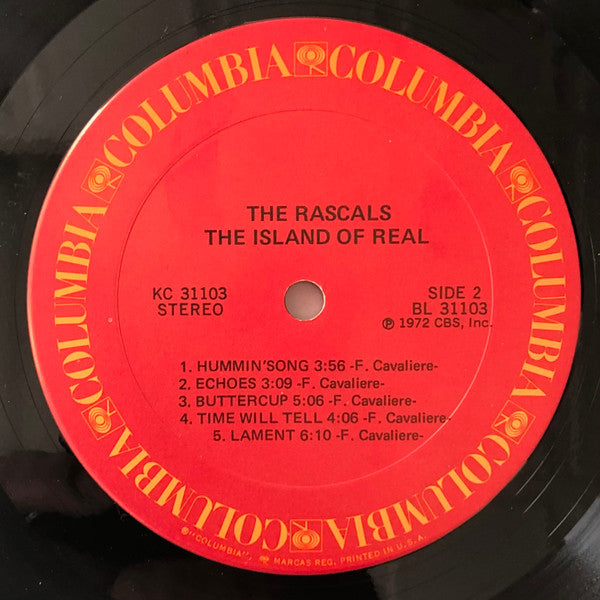 COLUMBIA COLUMBIA COLUMBIA COLUMBIA COLUMBIA COLUMBIA
THE RASCALS
THE ISLAND OF REAL
KC 31103
STEREO
SIDE 2
BL 31103
Ⓟ 1972 CBS, Inc.
1. HUMMIN'SONG 3:56 -F. Cavaliere-
2. ECHOES 3:09 -F. Cavaliere-
3. BUTTERCUP 5:06 -F. Cavaliere-
4. TIME WILL TELL 4:06 -F. Cavaliere-
5. LAMENT 6:10 -F. Cavaliere-
®"COLUMBIA", MARCAS REG. PRINTED IN U.S.A.